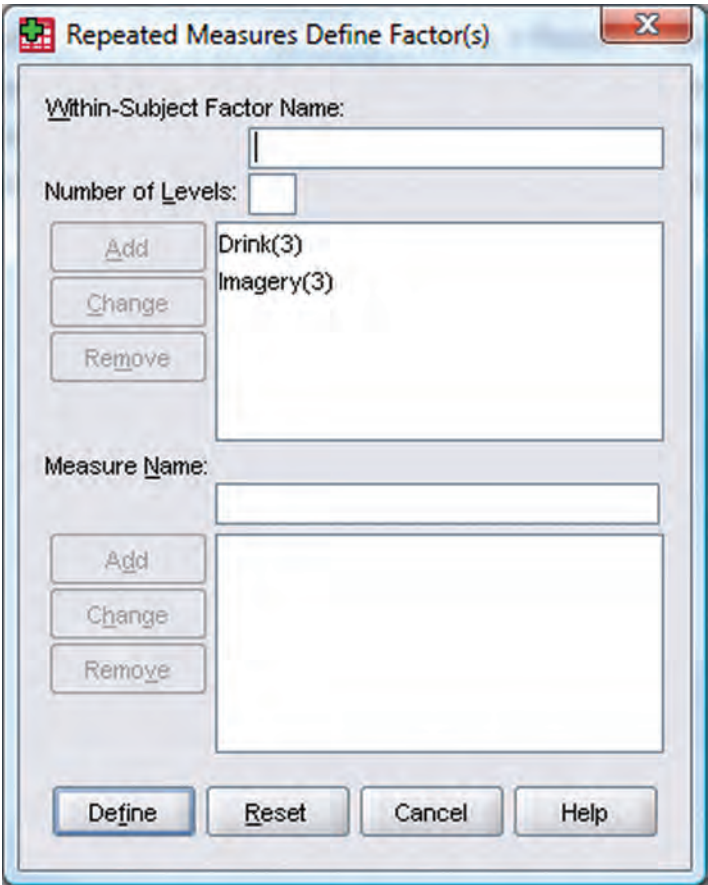 Repeated Measures Define Factor(s)
Within-Subject Factor Name:
Number of Levels:
Add
Change
Remove
Drink(3)
Imagery(3)
Measure Name:
Add
Change
Remove
Define
Reset
Cancel
Help